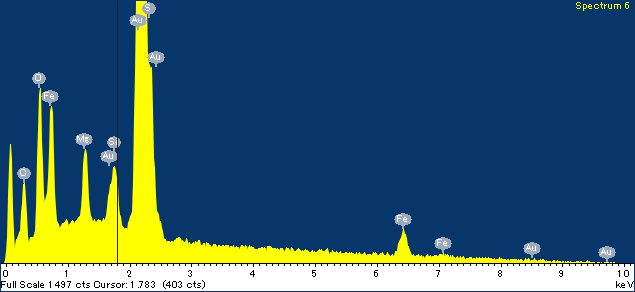 Spectrum 6
S
Au
Au
O
Fe
Mg
Si
Au
C
Fe
Fe
Au
Au
0 1 2 3 4 5 6 7 8 9 10
Full Scale 1497 cts Cursor: 1.783 (403 cts) keV